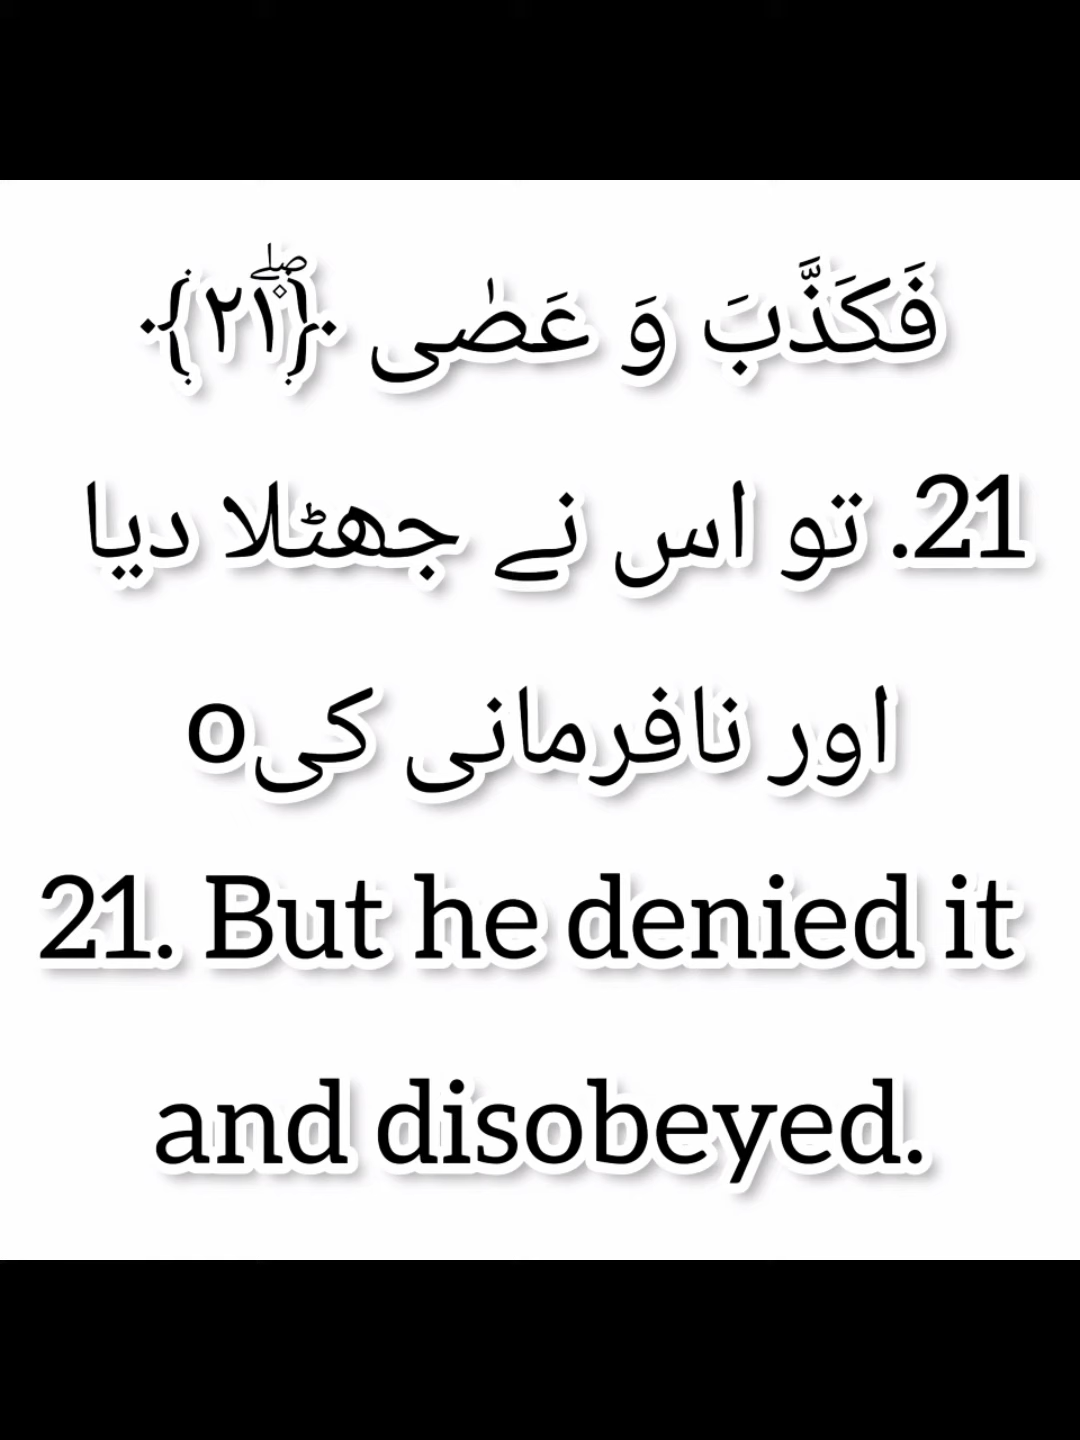 فَكَذَّبَ وَ عَصٰی ﴿ۖ۫۲۱﴾
21. تو اس نے جھٹلا دیا
اور نافرمانی کیo
21. But he denied it
and disobeyed.